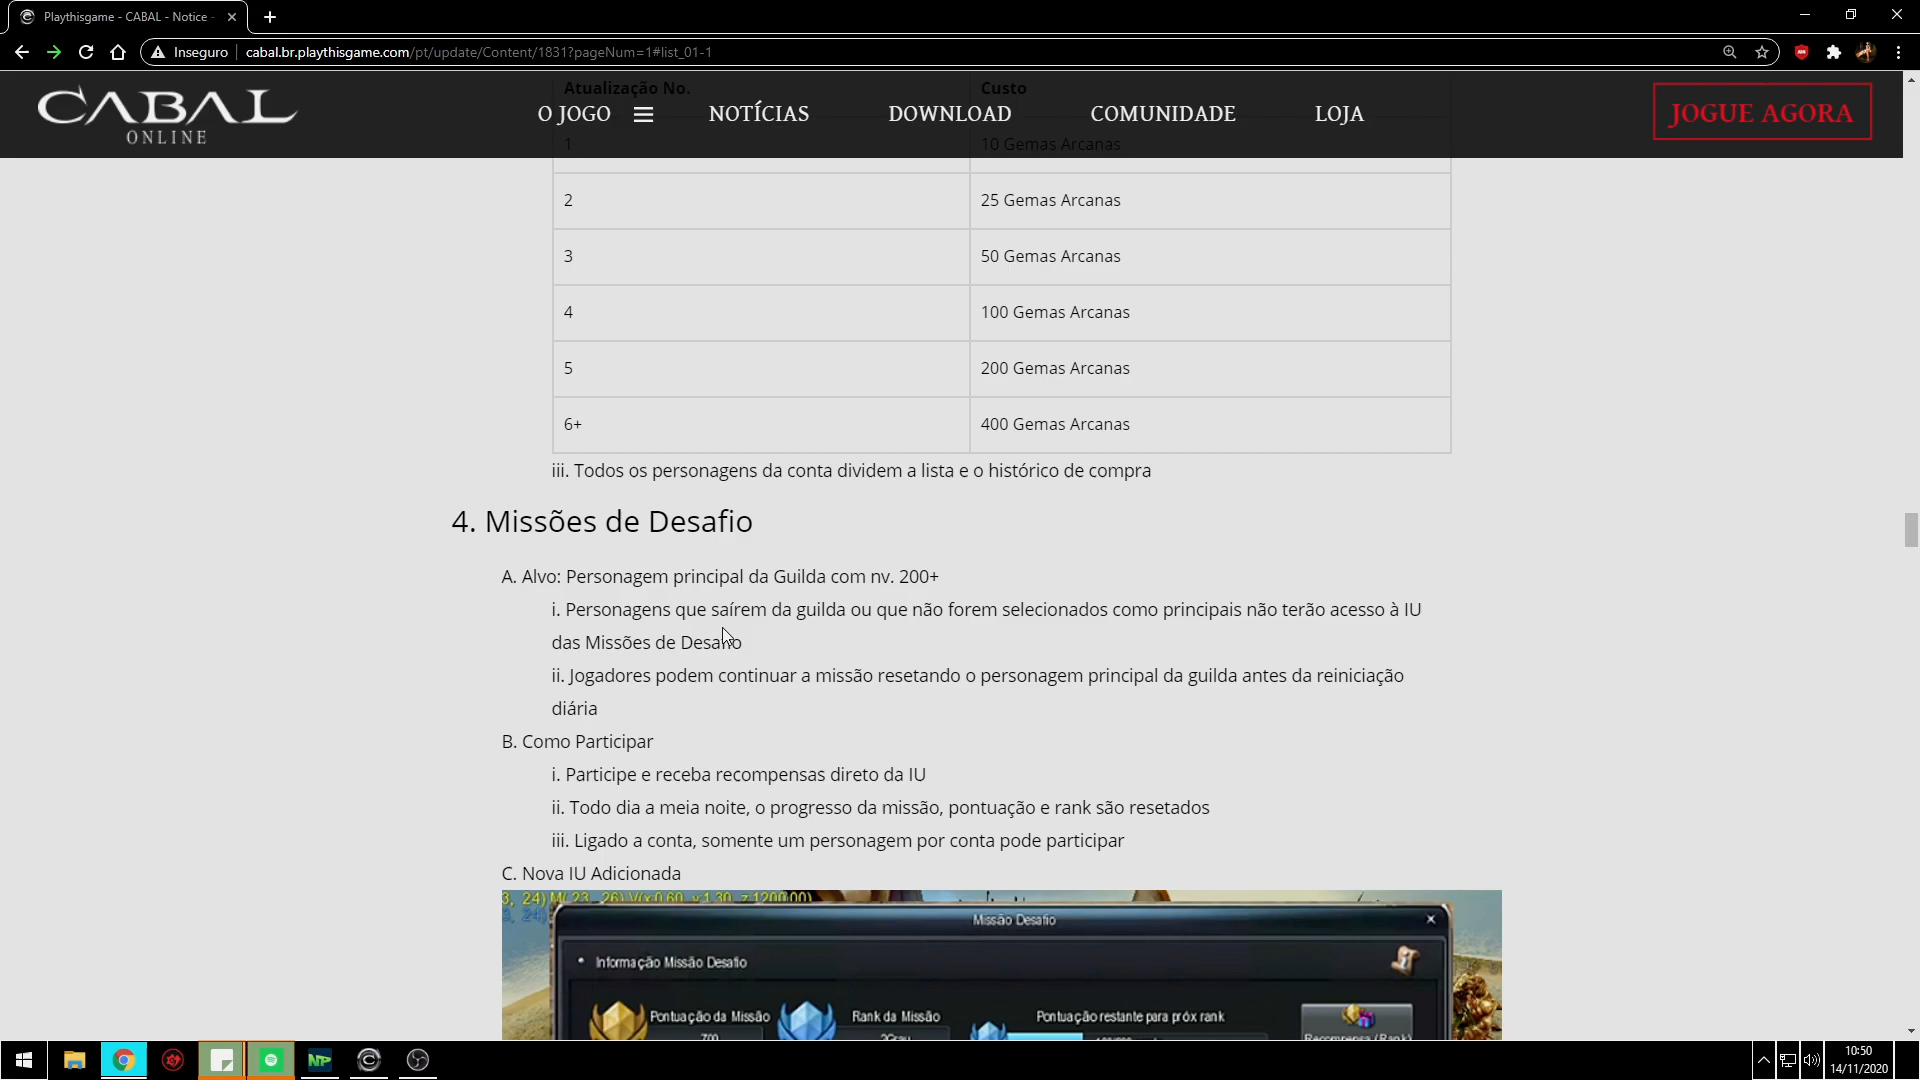 Playthisgame - CABAL - Notice -
Inseguro
cabal.br.playthisgame.com/pt/update/Content/1831?pageNum=1#list_01-1
CABAL
ONLINE
O JOGO
NOTÍCIAS
DOWNLOAD
COMUNIDADE
LOJA
JOGUE AGORA
Atualização No.
Custo
1
10 Gemas Arcanas
2
25 Gemas Arcanas
3
50 Gemas Arcanas
4
100 Gemas Arcanas
5
200 Gemas Arcanas
6+
400 Gemas Arcanas
iii. Todos os personagens da conta dividem a lista e o histórico de compra
4. Missões de Desafio
A. Alvo: Personagem principal da Guilda com nv. 200+
i. Personagens que saírem da guilda ou que não forem selecionados como principais não terão acesso à IU
das Missões de Desafio
ii. Jogadores podem continuar a missão resetando o personagem principal da guilda antes da reiniciação
diária
B. Como Participar
i. Participe e receba recompensas direto da IU
ii. Todo dia a meia noite, o progresso da missão, pontuação e rank são resetados
iii. Ligado a conta, somente um personagem por conta pode participar
C. Nova IU Adicionada
Missão Desafio
Informação Missão Desafio
Pontuação da Missão
700
Rank da Missão
Pontuação restante para próx rank
Recompensa (Rank)
NP
10:50
14/11/2020